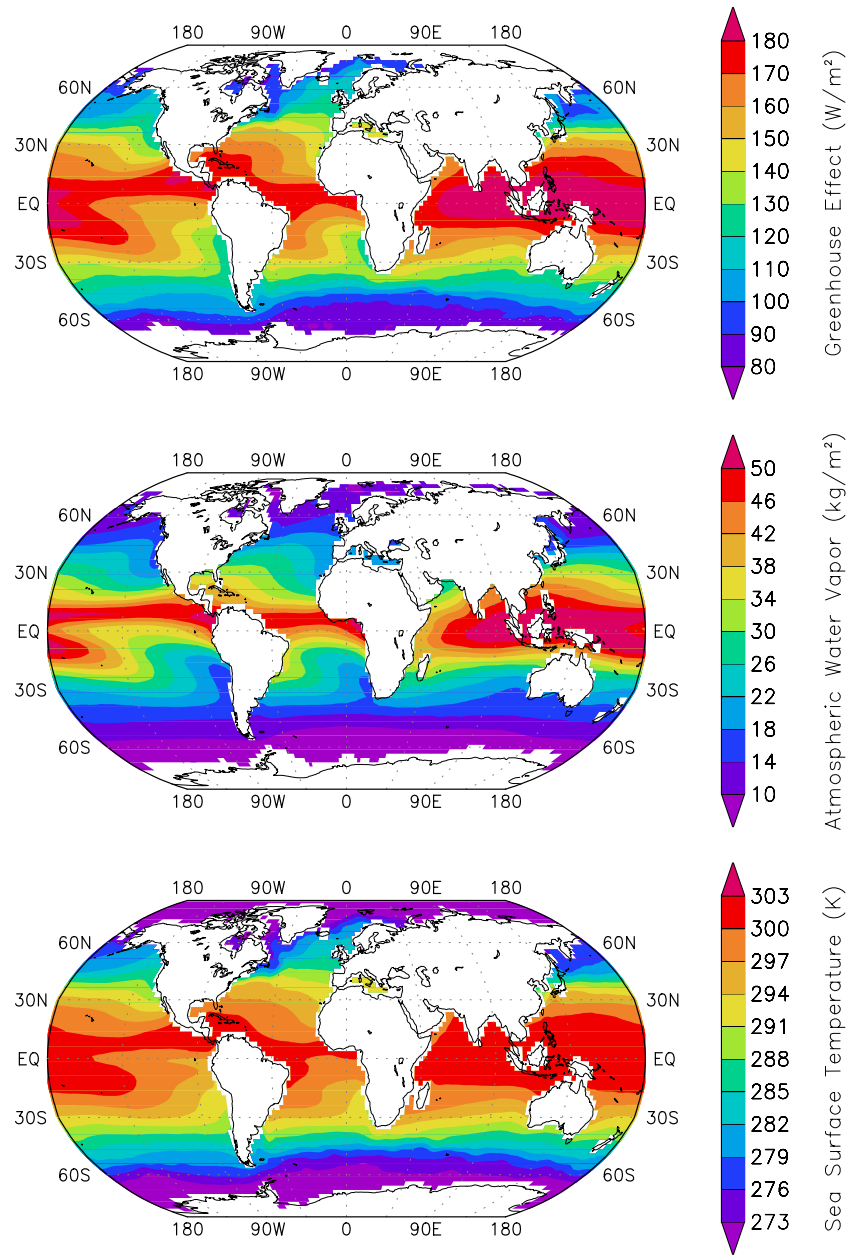 180 90W 0 90E 180
60N 60N
30N 30N
EQ EQ
30S 30S
60S 60S
180 90W 0 90E 180
180
170
160
150
140
130
120
110
100
90
80
Greenhouse Effect (W/m²)
180 90W 0 90E 180
60N 60N
30N 30N
EQ EQ
30S 30S
60S 60S
180 90W 0 90E 180
50
46
42
38
34
30
26
22
18
14
10
Atmospheric Water Vapor (kg/m²)
180 90W 0 90E 180
60N 60N
30N 30N
EQ EQ
30S 30S
60S 60S
180 90W 0 90E 180
303
300
297
294
291
288
285
282
279
276
273
Sea Surface Temperature (K)